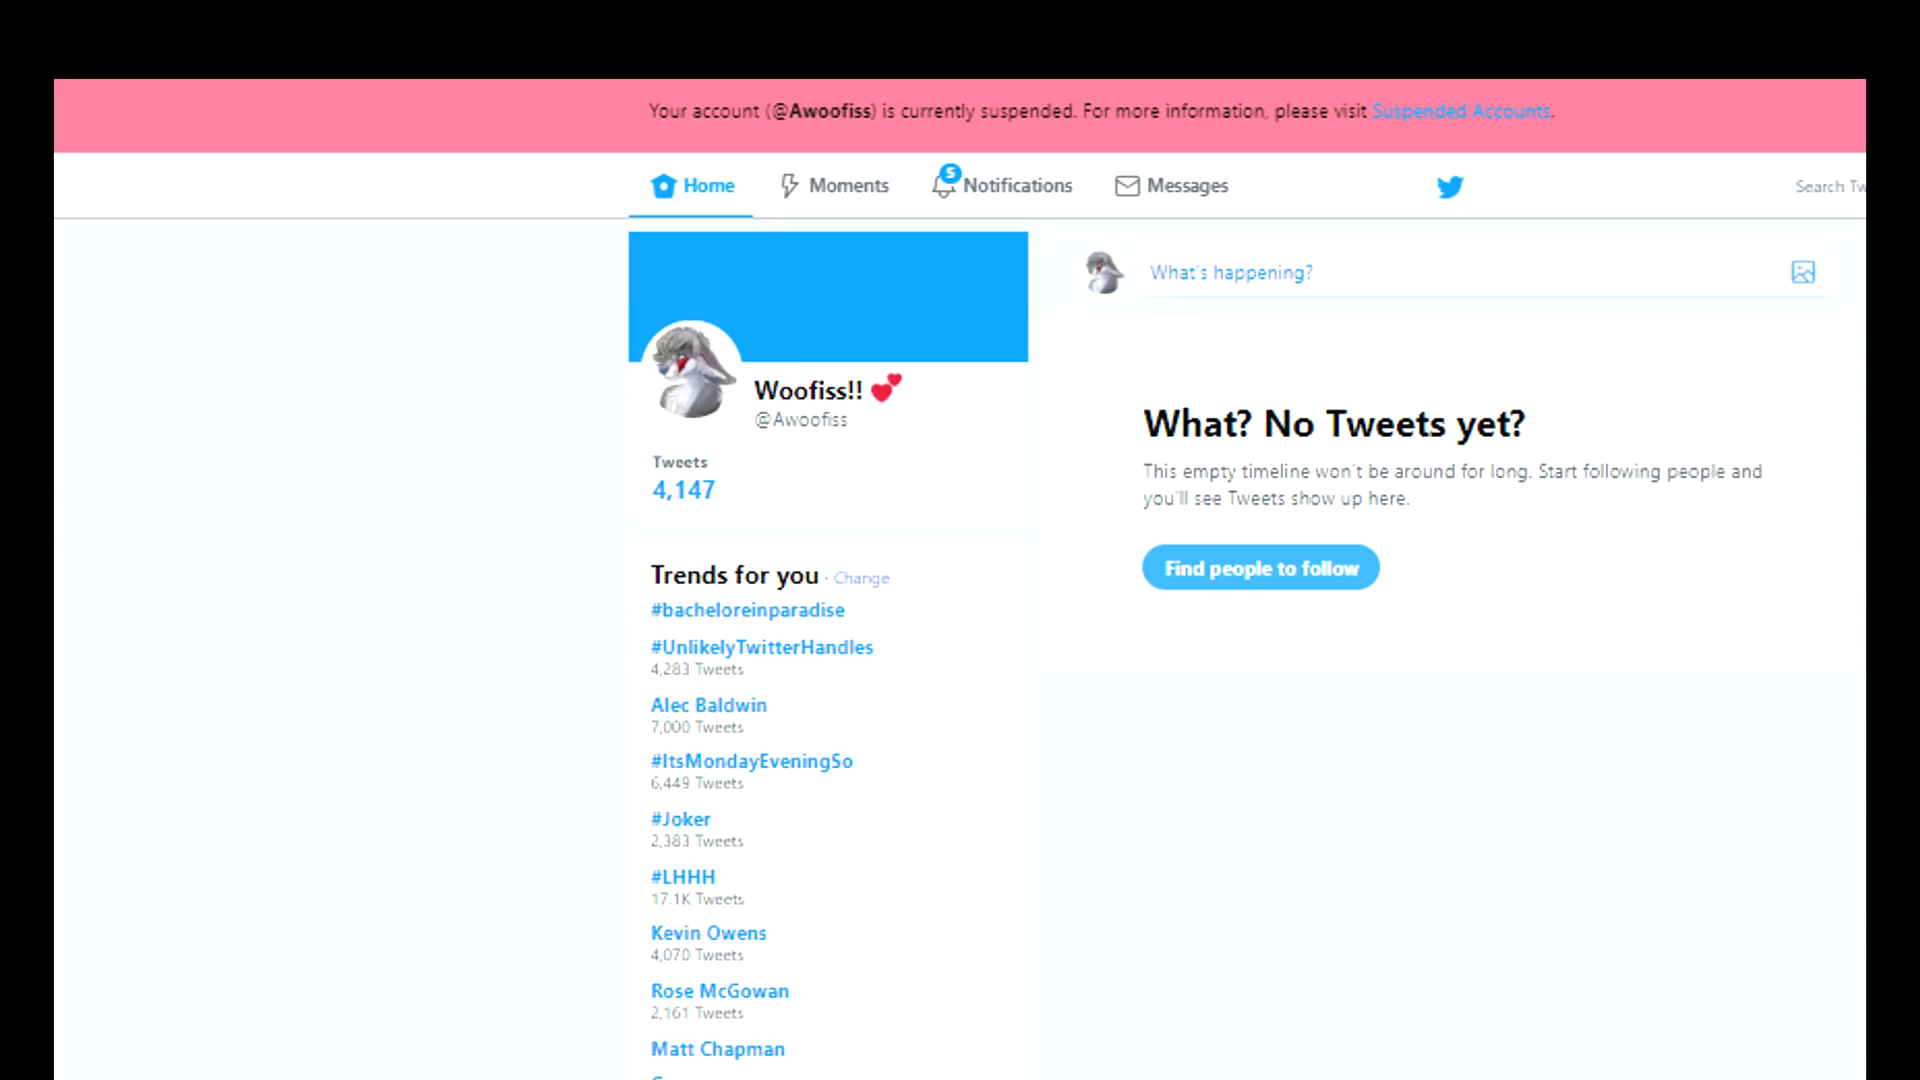 Your account (@Awoofiss) is currently suspended. For more information, please visit Suspended Accounts.
Home
Moments
5
Notifications
Messages
Search Tw
What's happening?
Woofiss!! 💕
@Awoofiss
Tweets
4,147
What? No Tweets yet?
This empty timeline won't be around for long. Start following people and
you'll see Tweets show up here.
Find people to follow
Trends for you · Change
#bacheloreinparadise
#UnlikelyTwitterHandles
4,283 Tweets
Alec Baldwin
7,000 Tweets
#ItsMondayEveningSo
6,449 Tweets
#Joker
2,383 Tweets
#LHHH
17.1K Tweets
Kevin Owens
4,070 Tweets
Rose McGowan
2,161 Tweets
Matt Chapman